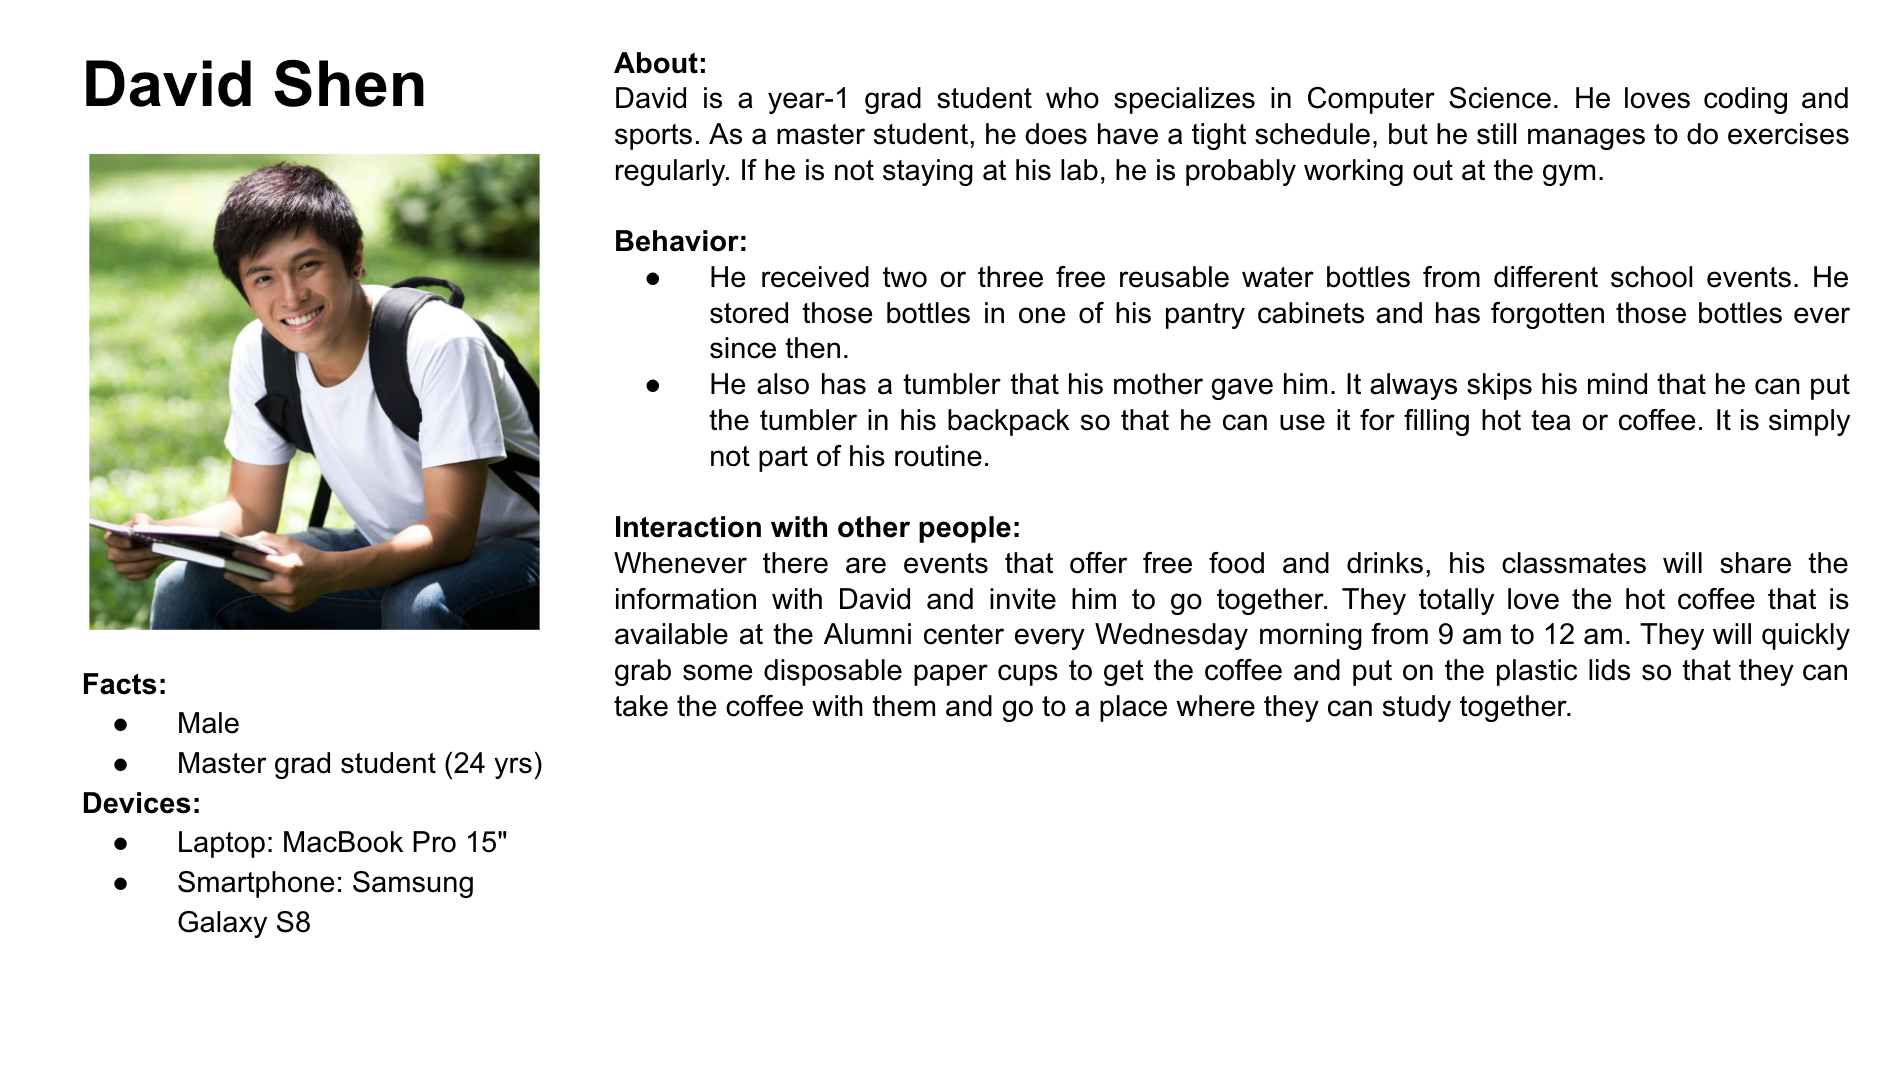 David Shen
Facts:
● Male
● Master grad student (24 yrs)
Devices:
● Laptop: MacBook Pro 15"
● Smartphone: Samsung
Galaxy S8
About:
David is a year-1 grad student who specializes in Computer Science. He loves coding and
sports. As a master student, he does have a tight schedule, but he still manages to do exercises
regularly. If he is not staying at his lab, he is probably working out at the gym.
Behavior:
● He received two or three free reusable water bottles from different school events. He
stored those bottles in one of his pantry cabinets and has forgotten those bottles ever
since then.
● He also has a tumbler that his mother gave him. It always skips his mind that he can put
the tumbler in his backpack so that he can use it for filling hot tea or coffee. It is simply
not part of his routine.
Interaction with other people:
Whenever there are events that offer free food and drinks, his classmates will share the
information with David and invite him to go together. They totally love the hot coffee that is
available at the Alumni center every Wednesday morning from 9 am to 12 am. They will quickly
grab some disposable paper cups to get the coffee and put on the plastic lids so that they can
take the coffee with them and go to a place where they can study together.